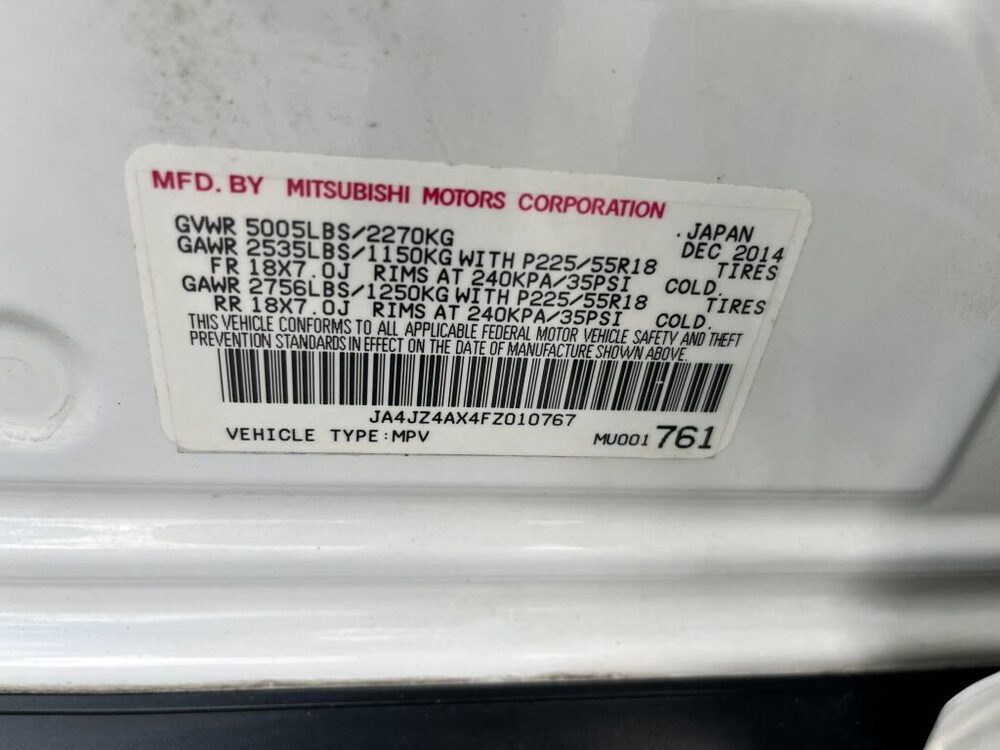 MFD. BY MITSUBISHI MOTORS CORPORATION
.JAPAN
GVWR 5005LBS/2270KG DEC 2014
GAWR 2535LBS/1150KG WITH P225/55R18 TIRES
FR 18X7.0J RIMS AT 240KPA/35PSI COLD.
GAWR 2756LBS/1250KG WITH P225/55R18 TIRES
RR 18X7.0J RIMS AT 240KPA/35PSI COLD.
THIS VEHICLE CONFORMS TO ALL APPLICABLE FEDERAL MOTOR VEHICLE SAFETY AND THEFT
PREVENTION STANDARDS IN EFFECT ON THE DATE OF MANUFACTURE SHOWN ABOVE.
JA4JZ4AX4FZ010767
VEHICLE TYPE:MPV MU001 761